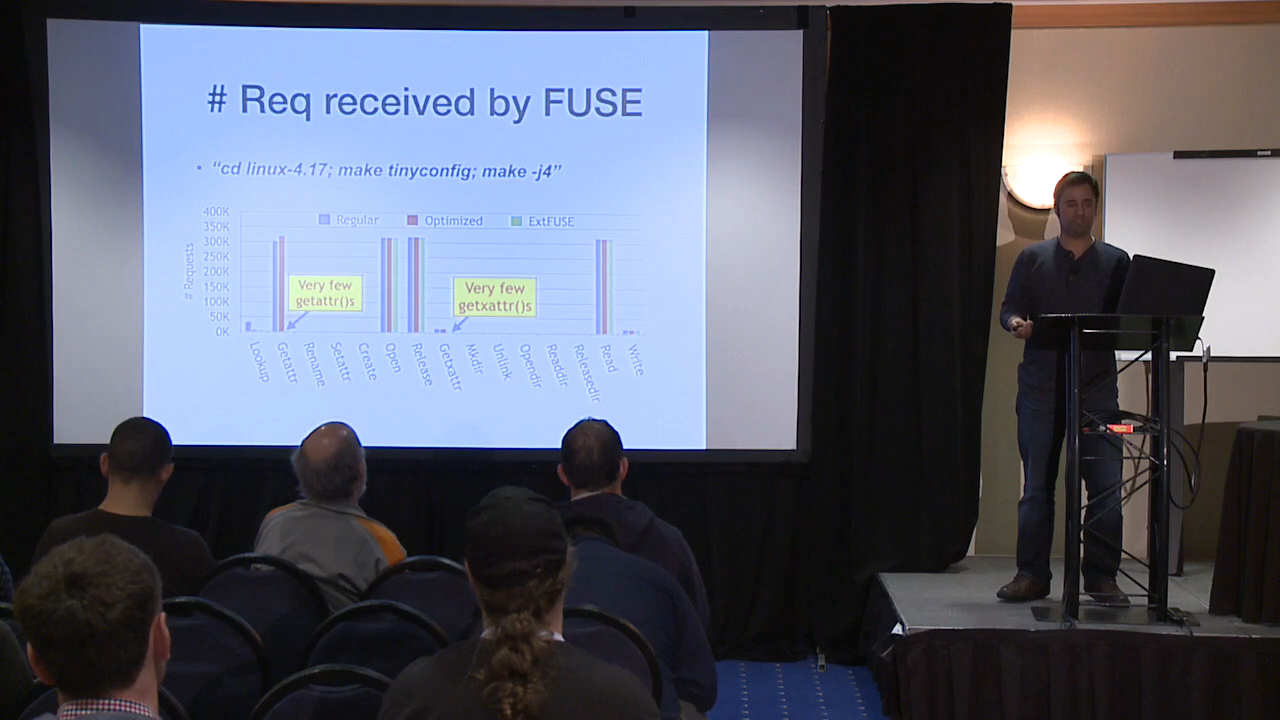 # Req received by FUSE
• "cd linux-4.17; make tinyconfig; make -j4"
Regular Optimized ExtFUSE
400K
350K
300K
250K
200K
150K
100K
50K
0K
# Requests
Very few
getattr()s
Very few
getxattr()s
Lookup
Getattr
Rename
Setattr
Create
Open
Release
Getxattr
Mkdir
Unlink
Opendir
Readdir
Releasedir
Read
Write